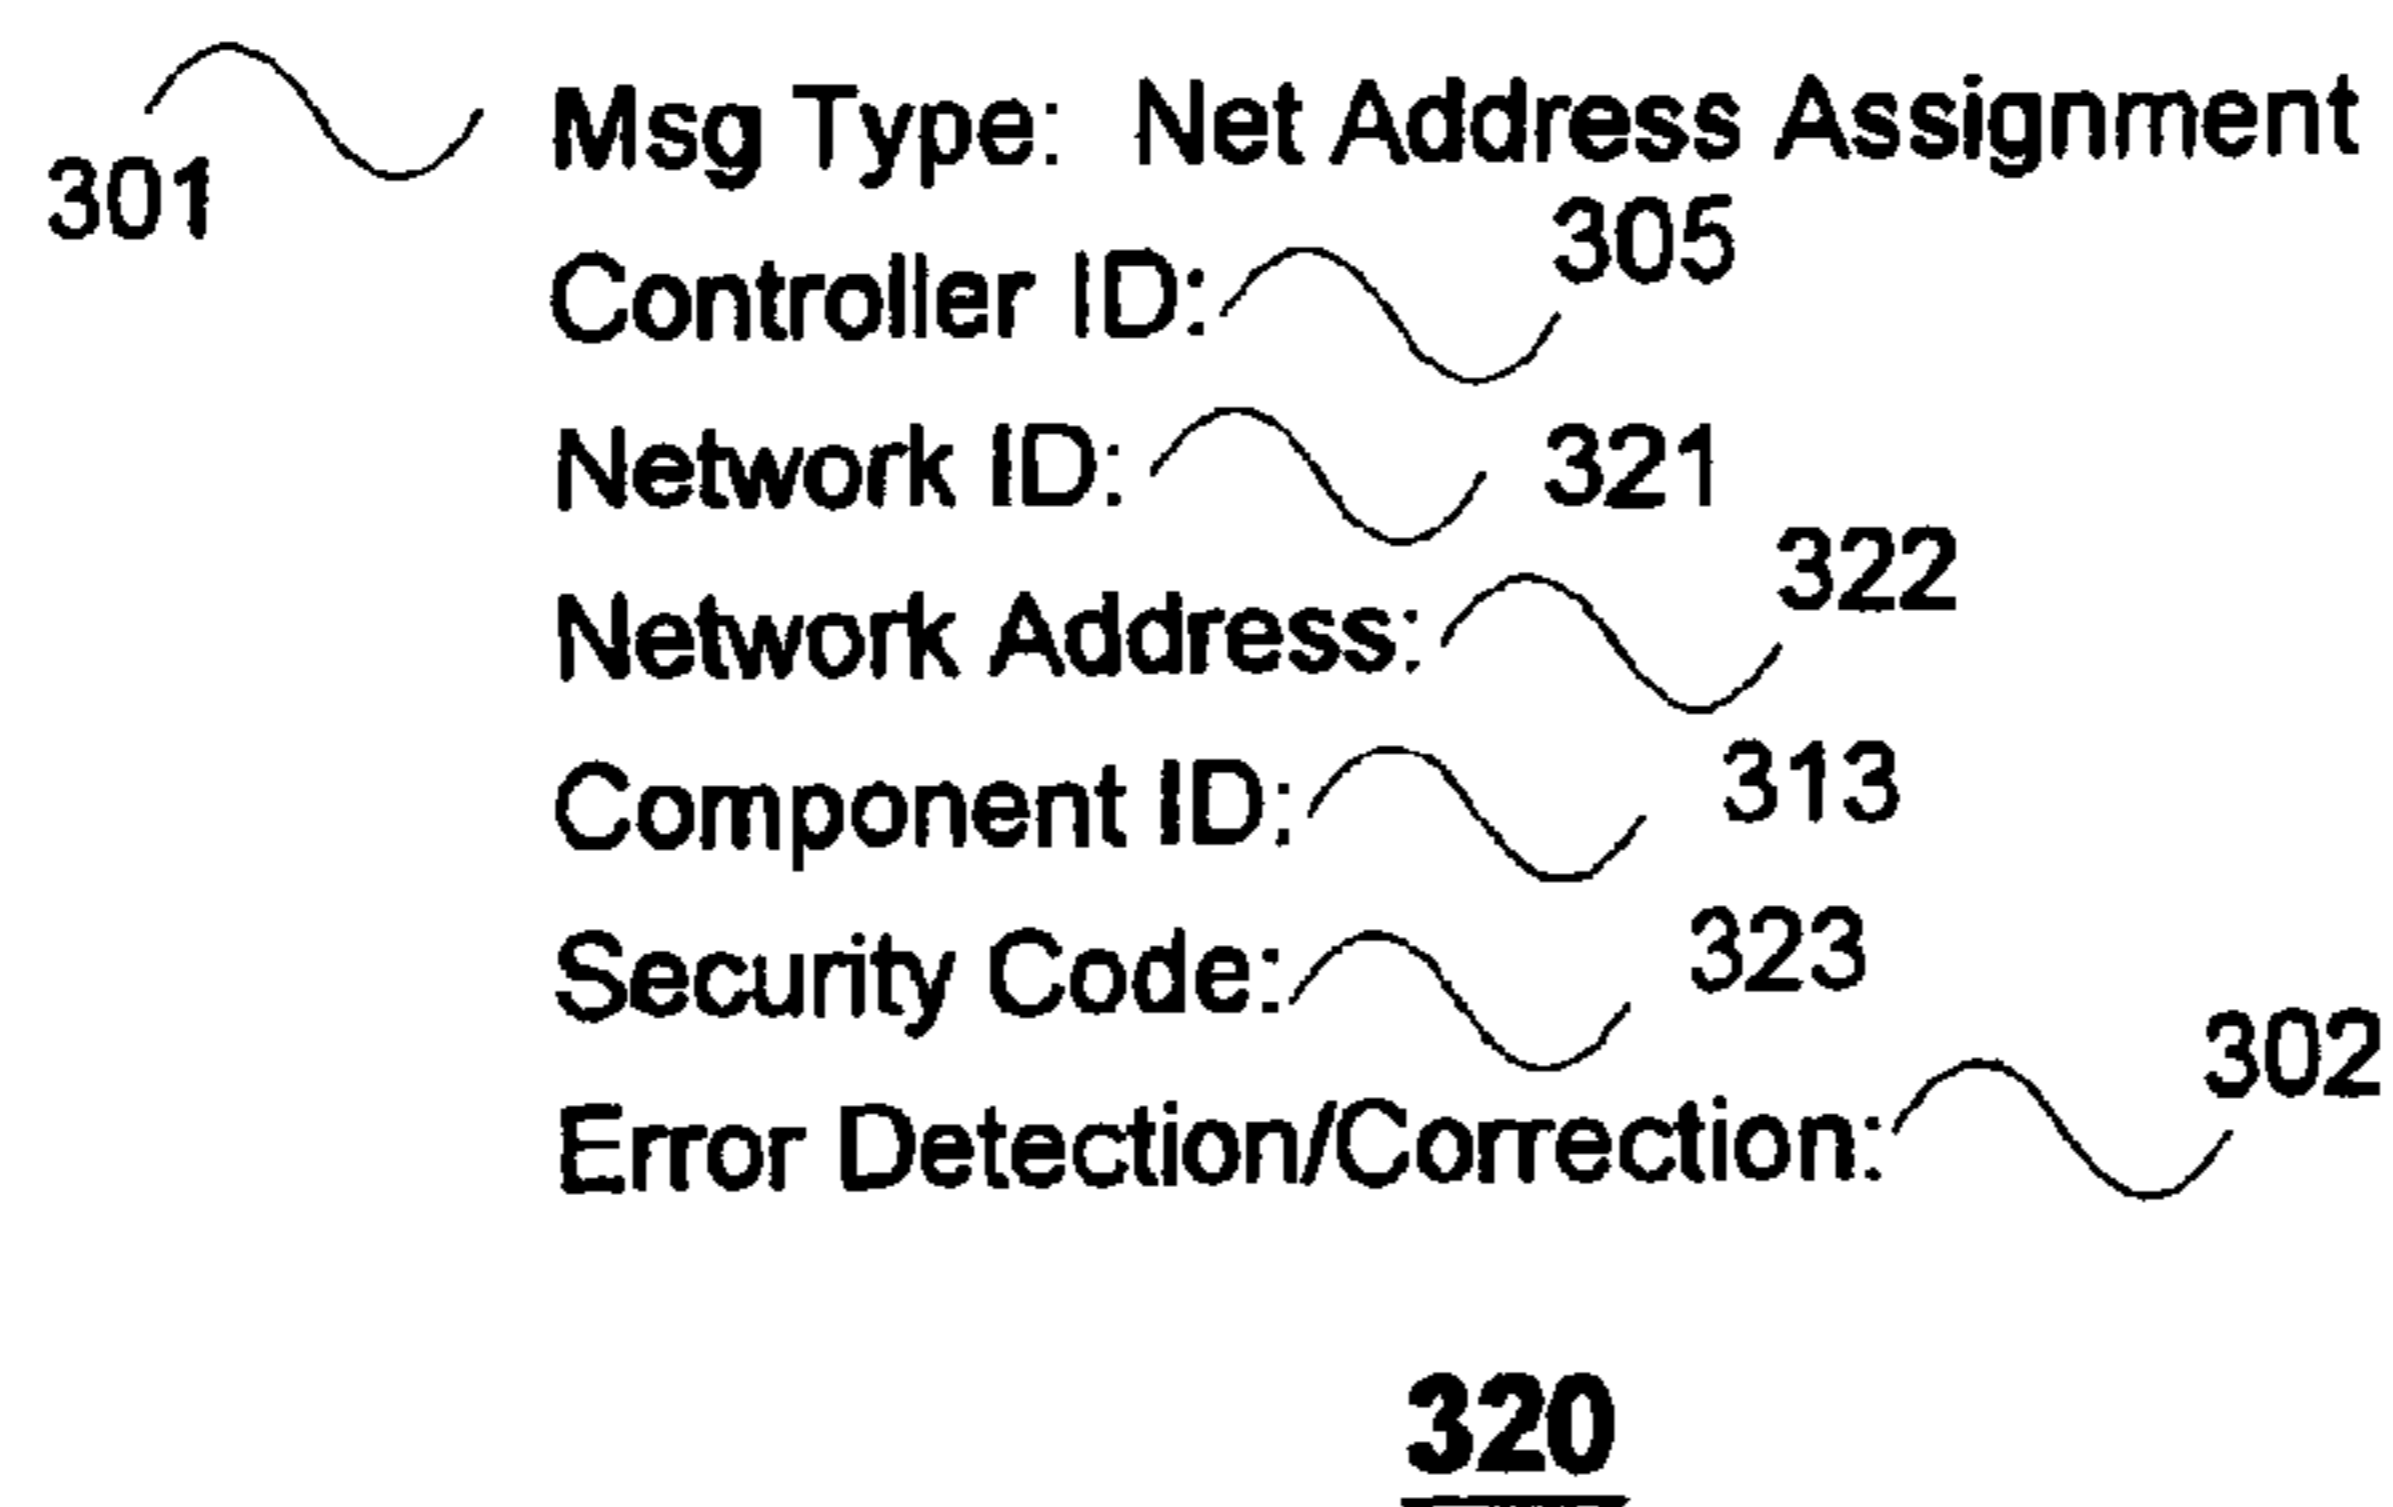 301 Msg Type: Net Address Assignment
Controller ID: 305
Network ID: 321
Network Address: 322
Component ID: 313
Security Code: 323
Error Detection/Correction: 302
320